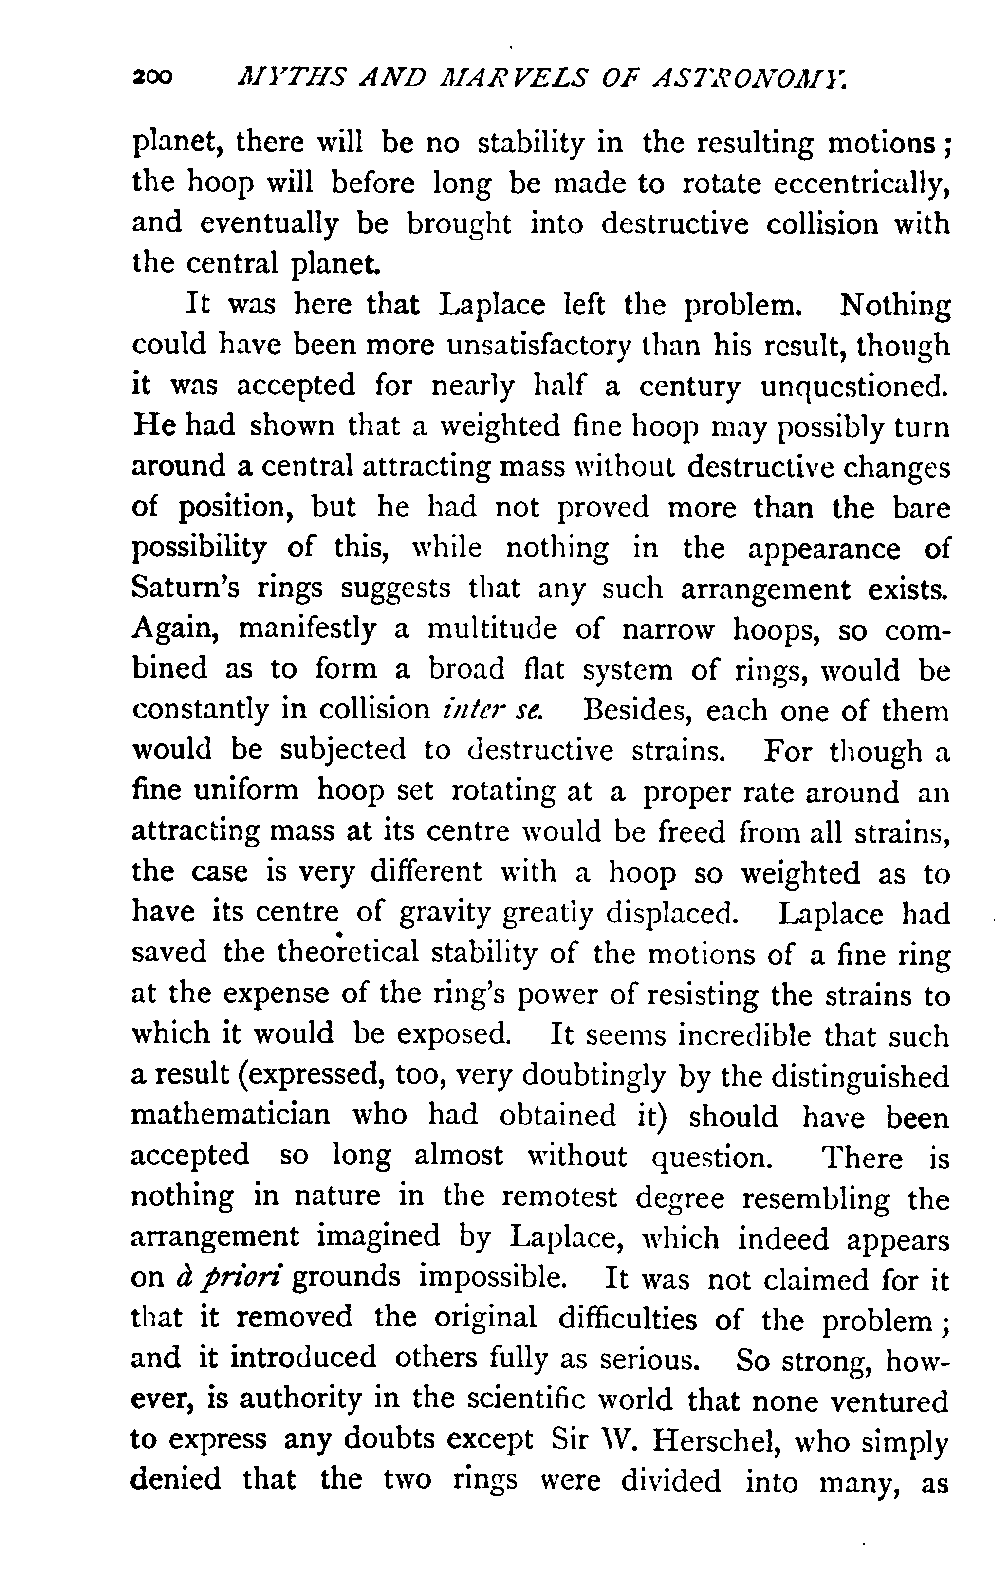 200 MYTHS AND MARVELS OF ASTRONOMY.
planet, there will be no stability in the resulting motions ;
the hoop will before long be made to rotate eccentrically,
and eventually be brought into destructive collision with
the central planet.
It was here that Laplace left the problem. Nothing
could have been more unsatisfactory than his result, though
it was accepted for nearly half a century unquestioned.
He had shown that a weighted fine hoop may possibly turn
around a central attracting mass without destructive changes
of position, but he had not proved more than the bare
possibility of this, while nothing in the appearance of
Saturn's rings suggests that any such arrangement exists.
Again, manifestly a multitude of narrow hoops, so com-
bined as to form a broad flat system of rings, would be
constantly in collision inter se. Besides, each one of them
would be subjected to destructive strains. For though a
fine uniform hoop set rotating at a proper rate around an
attracting mass at its centre would be freed from all strains,
the case is very different with a hoop so weighted as to
have its centre of gravity greatly displaced. Laplace had
saved the theoretical stability of the motions of a fine ring
at the expense of the ring's power of resisting the strains to
which it would be exposed. It seems incredible that such
a result (expressed, too, very doubtingly by the distinguished
mathematician who had obtained it) should have been
accepted so long almost without question. There is
nothing in nature in the remotest degree resembling the
arrangement imagined by Laplace, which indeed appears
on à priori grounds impossible. It was not claimed for it
that it removed the original difficulties of the problem ;
and it introduced others fully as serious. So strong, how-
ever, is authority in the scientific world that none ventured
to express any doubts except Sir W. Herschel, who simply
denied that the two rings were divided into many, as